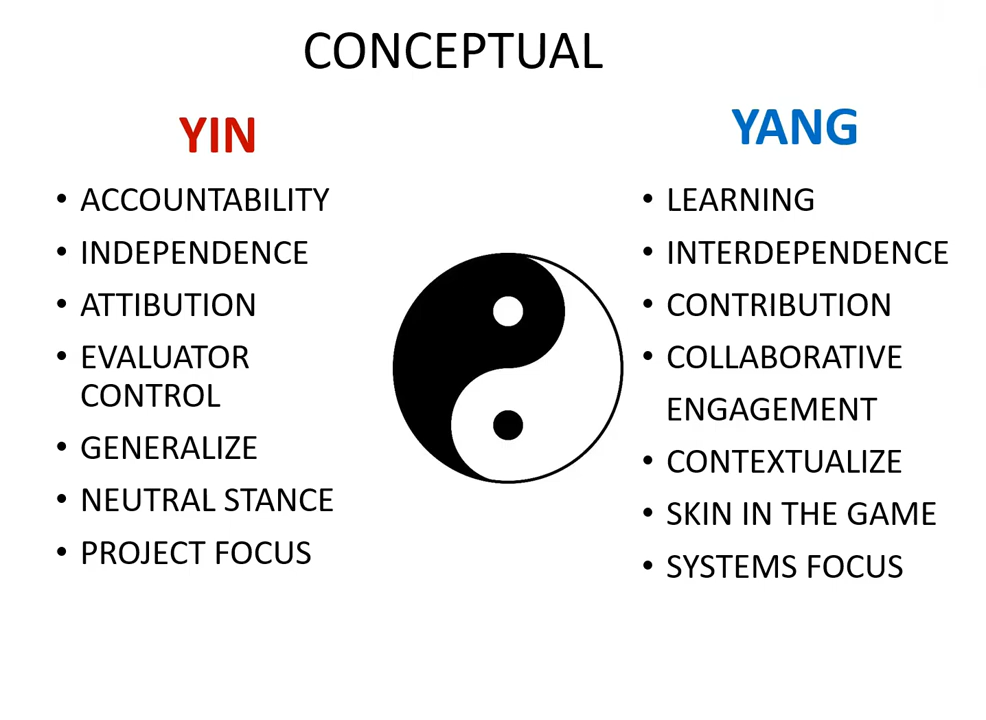 CONCEPTUAL
YIN
• ACCOUNTABILITY
• INDEPENDENCE
• ATTIBUTION
• EVALUATOR
CONTROL
• GENERALIZE
• NEUTRAL STANCE
• PROJECT FOCUS
YANG
• LEARNING
• INTERDEPENDENCE
• CONTRIBUTION
• COLLABORATIVE
ENGAGEMENT
• CONTEXTUALIZE
• SKIN IN THE GAME
• SYSTEMS FOCUS